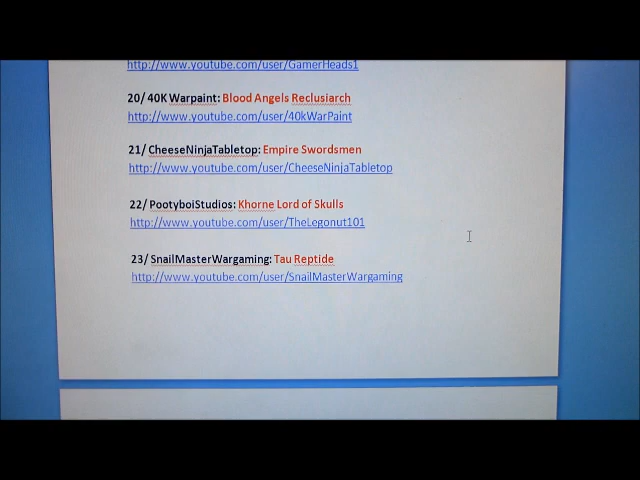 http://www.youtube.com/user/GamerHeads1
20/ 40K Warpaint: Blood Angels Reclusiarch
http://www.youtube.com/user/40kWarPaint
21/ CheeseNinjaTabletop: Empire Swordsmen
http://www.youtube.com/user/CheeseNinjaTabletop
22/ PootyboiStudios: Khorne Lord of Skulls
http://www.youtube.com/user/TheLegonut101
23/ SnailMasterWargaming: Tau Reptide
http://www.youtube.com/user/SnailMasterWargaming